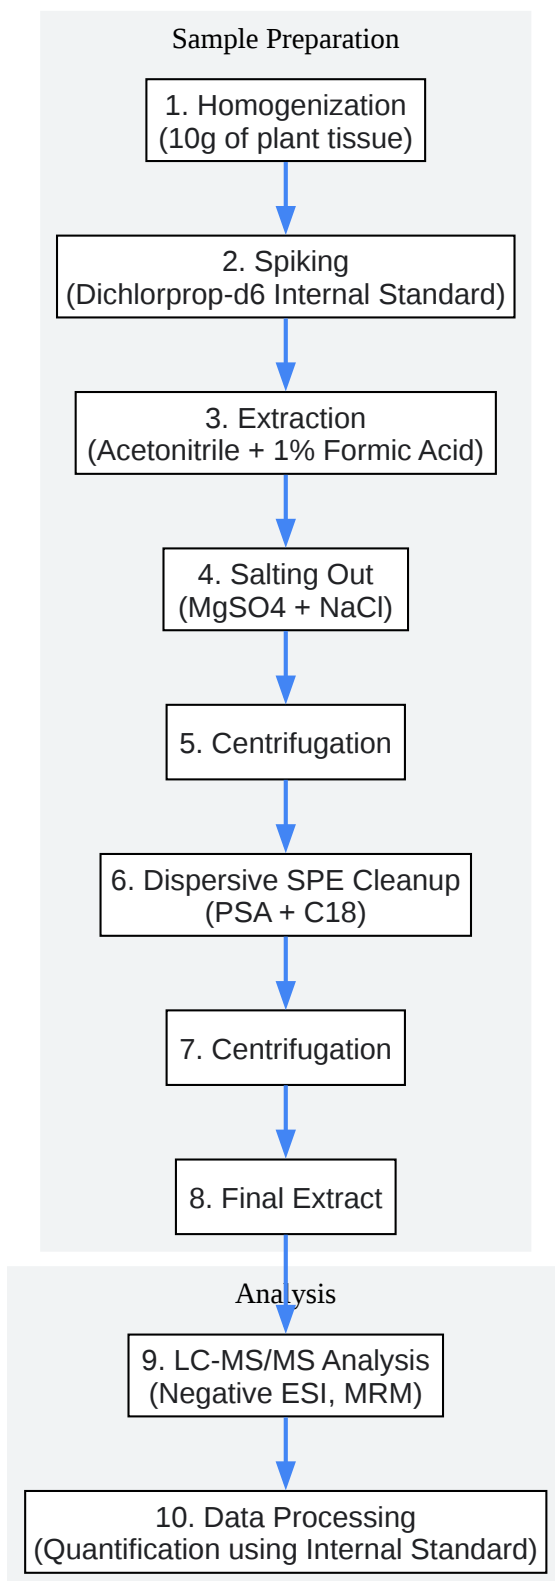 Sample Preparation
1. Homogenization
(10g of plant tissue)
2. Spiking
(Dichlorprop-d6 Internal Standard)
3. Extraction
(Acetonitrile + 1% Formic Acid)
4. Salting Out
(MgSO4 + NaCl)
5. Centrifugation
6. Dispersive SPE Cleanup
(PSA + C18)
7. Centrifugation
8. Final Extract
Analysis
9. LC-MS/MS Analysis
(Negative ESI, MRM)
10. Data Processing
(Quantification using Internal Standard)